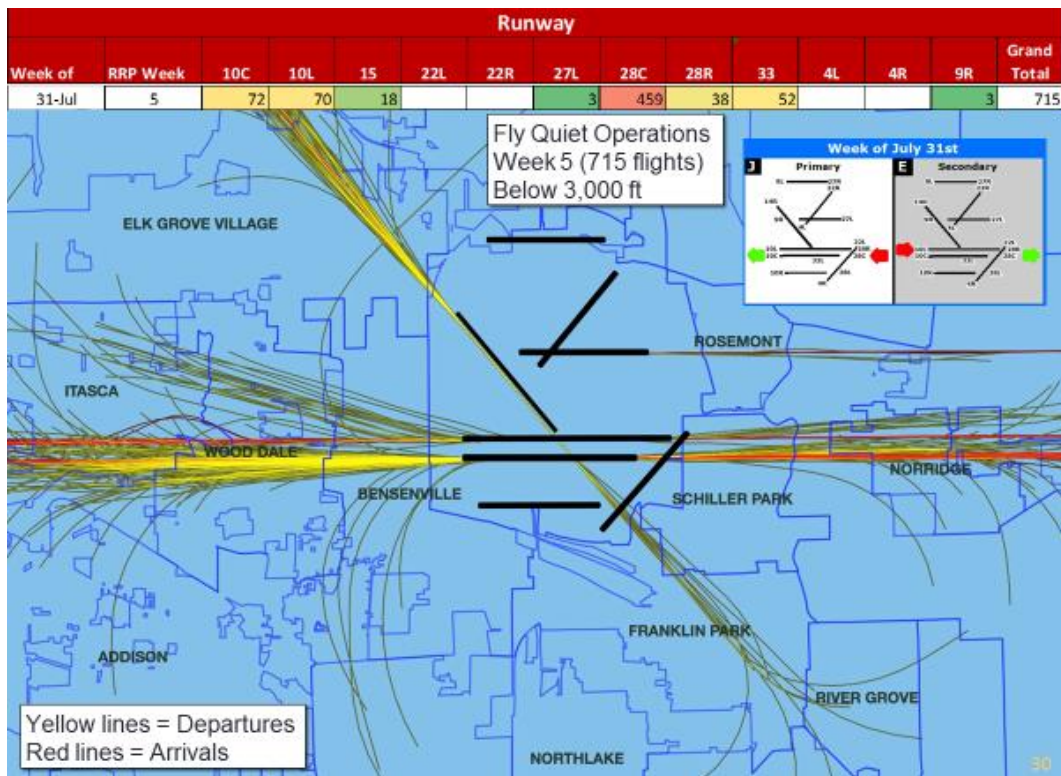 Runway
Week of RRP Week 10C 10L 15 22L 22R 27L 28C 28R 33 4L 4R 9R Grand Total
31-Jul 5 72 70 18 3 459 38 52 3 715
Fly Quiet Operations
Week 5 (715 flights)
Below 3,000 ft
Week of July 31st
J Primary
E Secondary
ELK GROVE VILLAGE
ROSEMONT
ITASCA
WOOD DALE
NORRIDGE
BENSENVILLE
SCHILLER PARK
FRANKLIN PARK
ADDISON
RIVER GROVE
Yellow lines = Departures
Red lines = Arrivals
NORTHLAKE
30